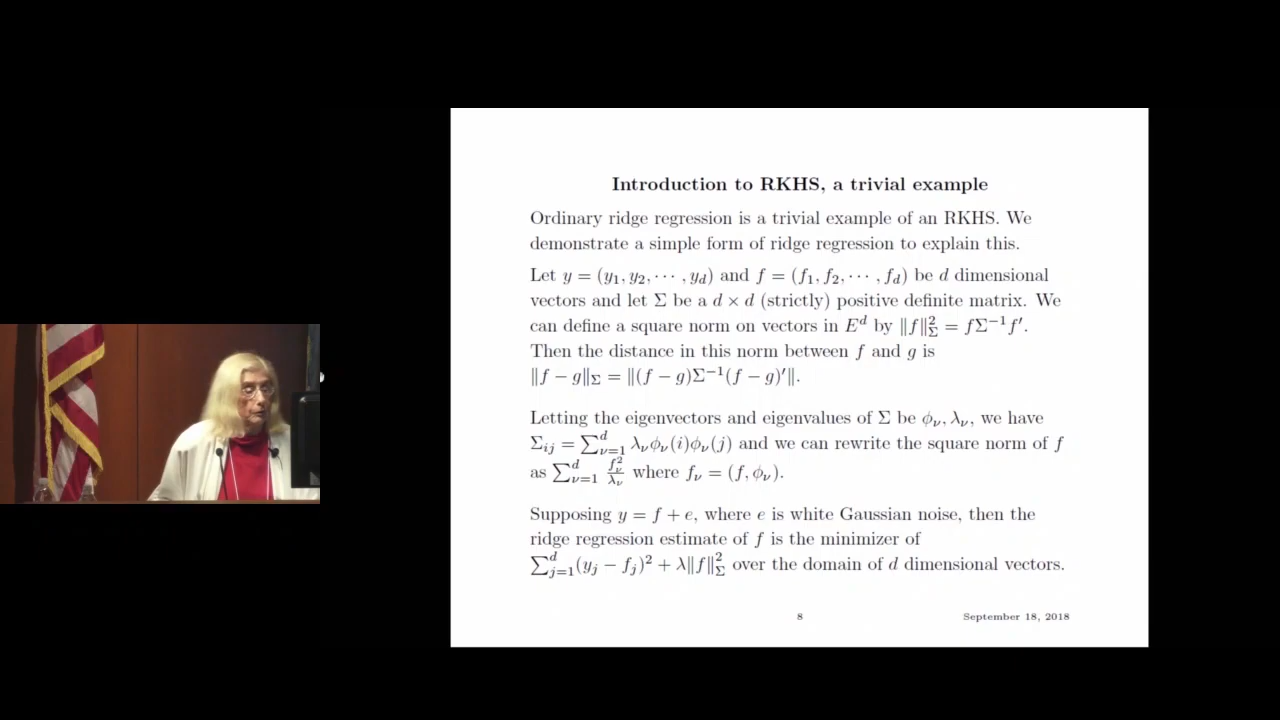 Introduction to RKHS, a trivial example
Ordinary ridge regression is a trivial example of an RKHS. We
demonstrate a simple form of ridge regression to explain this.
Let y = (y₁, y₂, ⋯ , y_d) and f = (f₁, f₂, ⋯ , f_d) be d dimensional
vectors and let Σ be a d × d (strictly) positive definite matrix. We
can define a square norm on vectors in E^d by ‖f‖²_Σ = fΣ⁻¹f′.
Then the distance in this norm between f and g is
‖f − g‖_Σ = ‖(f − g)Σ⁻¹(f − g)′‖.
Letting the eigenvectors and eigenvalues of Σ be ϕ_ν, λ_ν, we have
Σ_ij = ∑_{ν=1}^d λ_ν ϕ_ν(i)ϕ_ν(j) and we can rewrite the square norm of f
as ∑_{ν=1}^d f_ν²/λ_ν where f_ν = (f, ϕ_ν).
Supposing y = f + e, where e is white Gaussian noise, then the
ridge regression estimate of f is the minimizer of
∑_{j=1}^d (y_j − f_j)² + λ‖f‖²_Σ over the domain of d dimensional vectors.
8 September 18, 2018